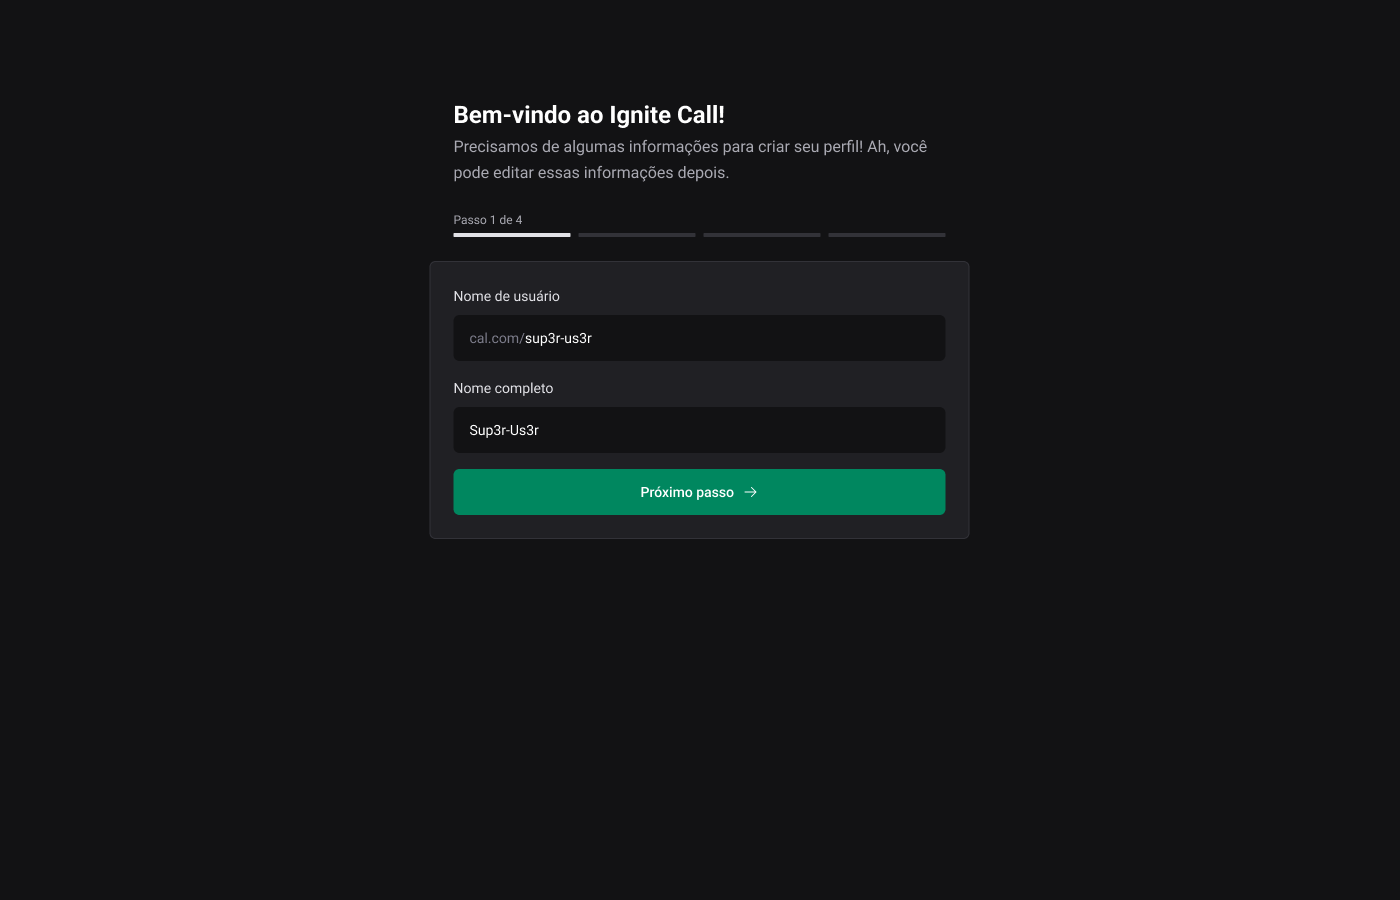 Bem-vindo ao Ignite Call!
Precisamos de algumas informações para criar seu perfil! Ah, você
pode editar essas informações depois.
Passo 1 de 4
Nome de usuário
cal.com/sup3r-us3r
Nome completo
Sup3r-Us3r
Próximo passo →